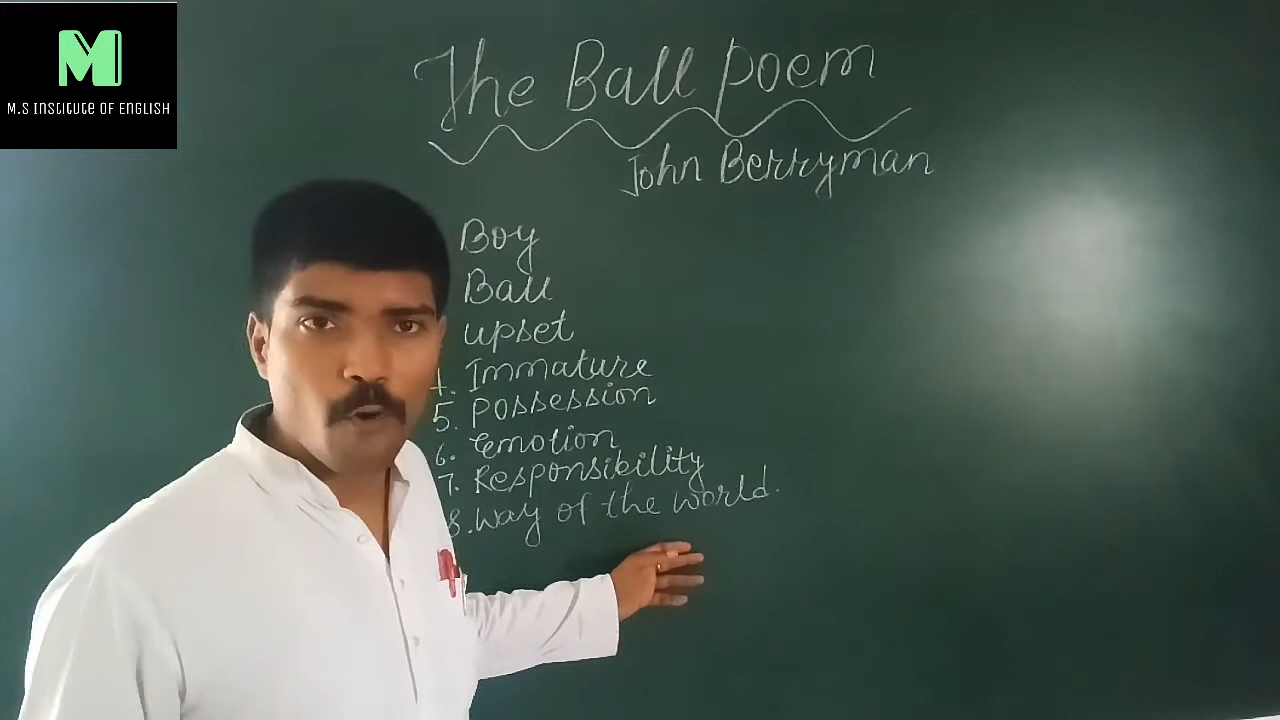 M
M.S Institute of English
The Ball poem
John Berryman
Boy
Ball
upset
4. Immature
5. Possession
6. Emotion
7. Responsibility
8. Way of the world.